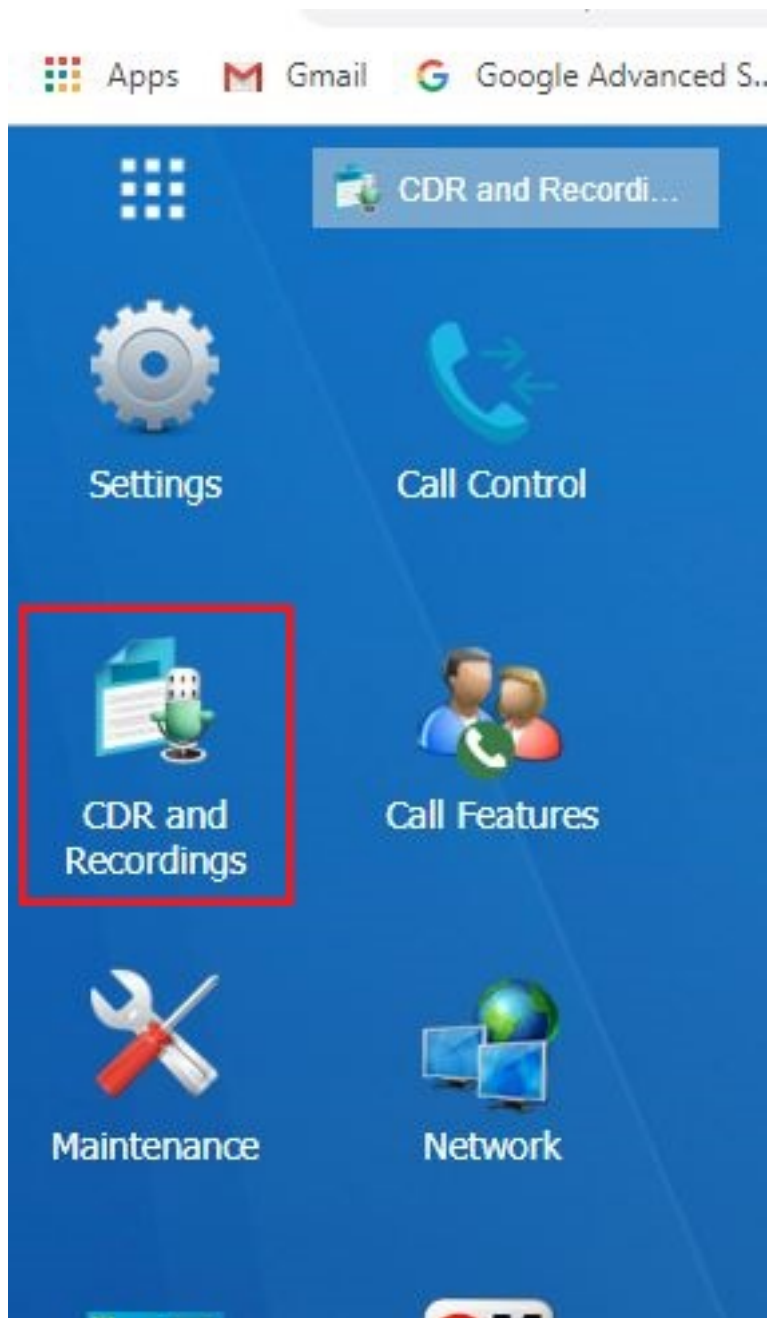 Apps Gmail Google Advanced S..
CDR and Recordi...
Settings
Call Control
CDR and
Recordings
Call Features
Maintenance
Network